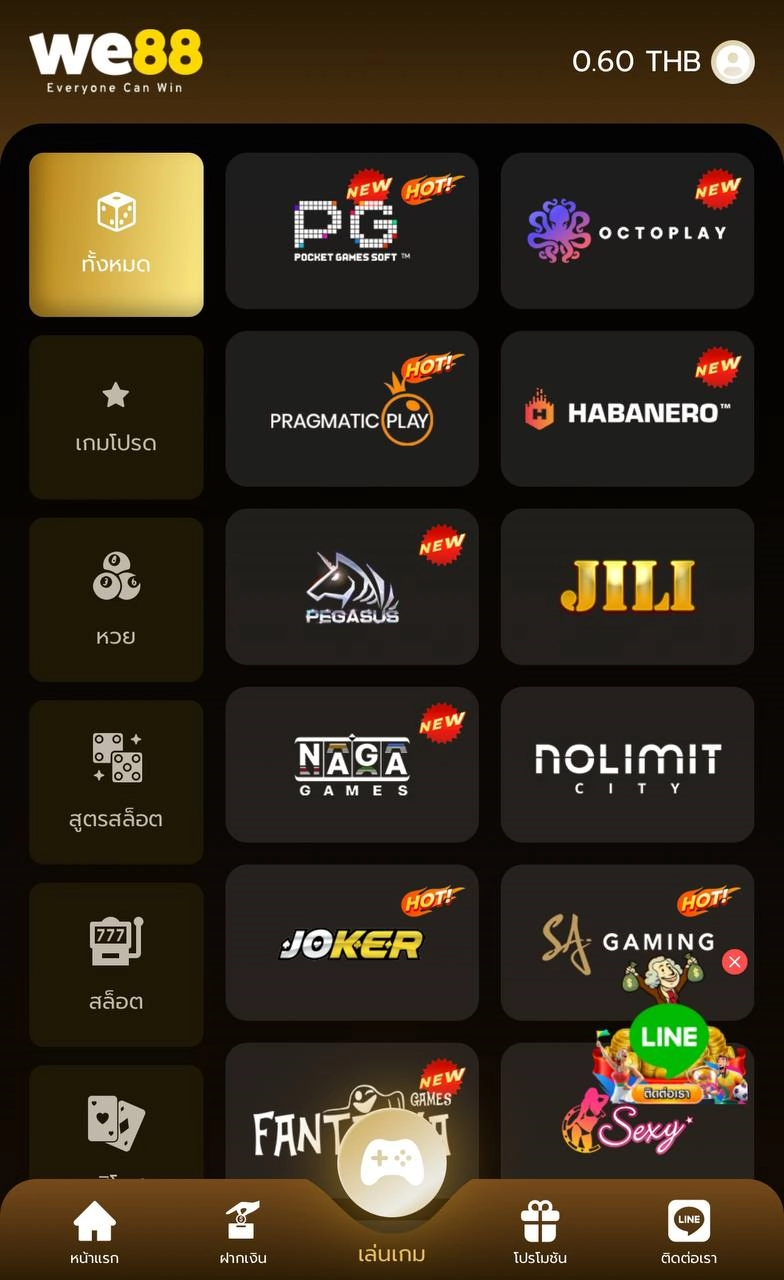 we88
Everyone Can Win
0.60 THB
ทั้งหมด
NEW HOT!
PG
POCKET GAMES SOFT ™
NEW
OCTOPLAY
เกมโปรด
HOT!
PRAGMATIC PLAY
NEW
HABANERO™
หวย
NEW
PEGASUS
JILI
สูตรสล็อต
NEW
NAGA
GAMES
NOLIMIT
CITY
สล็อต
777
HOT!
JOKER
HOT!
SA GAMING
LINE
ติดต่อเรา
NEW
GAMES
Sexy
หน้าแรก
ฝากเงิน
เล่นเกม
โปรโมชัน
LINE
ติดต่อเรา